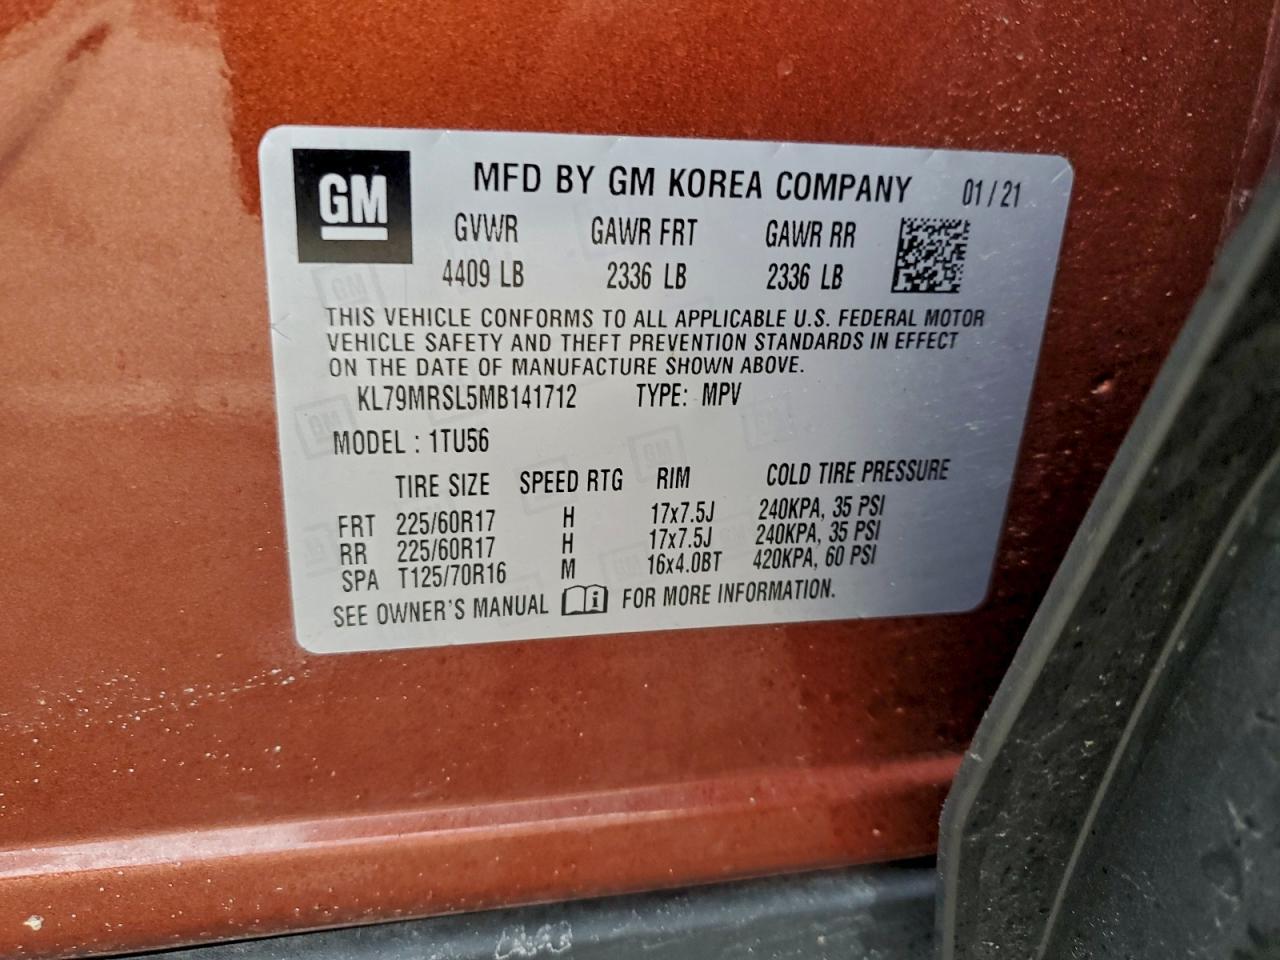 GM
MFD BY GM KOREA COMPANY 01/21
GVWR GAWR FRT GAWR RR
4409 LB 2336 LB 2336 LB
THIS VEHICLE CONFORMS TO ALL APPLICABLE U.S. FEDERAL MOTOR
VEHICLE SAFETY AND THEFT PREVENTION STANDARDS IN EFFECT
ON THE DATE OF MANUFACTURE SHOWN ABOVE.
KL79MRSL5MB141712 TYPE: MPV
MODEL : 1TU56
TIRE SIZE SPEED RTG RIM COLD TIRE PRESSURE
FRT 225/60R17 H 17x7.5J 240KPA, 35 PSI
RR 225/60R17 H 17x7.5J 240KPA, 35 PSI
SPA T125/70R16 M 16x4.0BT 420KPA, 60 PSI
SEE OWNER'S MANUAL i FOR MORE INFORMATION.